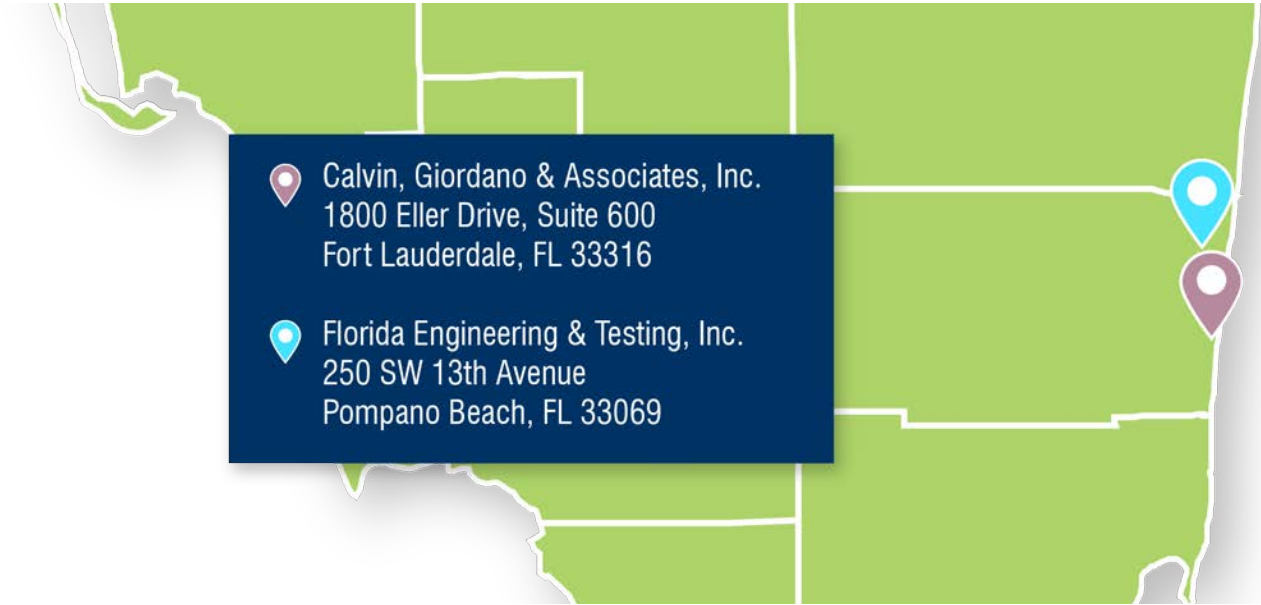 Calvin, Giordano & Associates, Inc.
1800 Eller Drive, Suite 600
Fort Lauderdale, FL 33316
Florida Engineering & Testing, Inc.
250 SW 13th Avenue
Pompano Beach, FL 33069